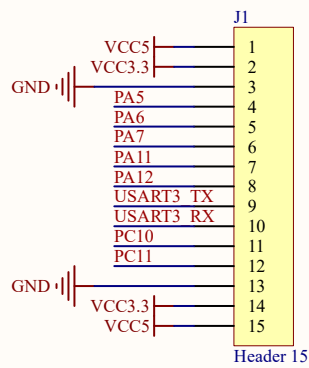 J1
VCC5 1
VCC3.3 2
GND 3
PA5 4
PA6 5
PA7 6
PA11 7
PA12 8
USART3_TX 9
USART3_RX 10
PC10 11
PC11 12
GND 13
VCC3.3 14
VCC5 15
Header 15